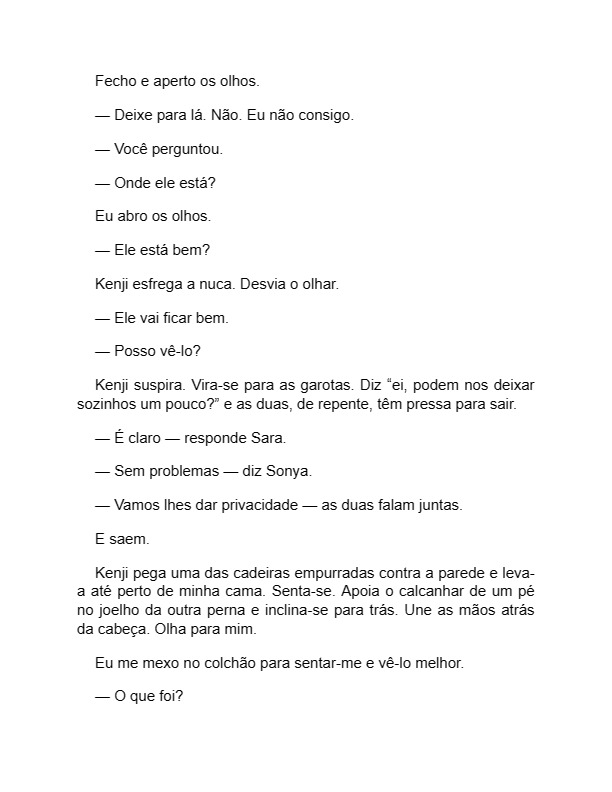 Fecho e aperto os olhos.
— Deixe para lá. Não. Eu não consigo.
— Você perguntou.
— Onde ele está?
Eu abro os olhos.
— Ele está bem?
Kenji esfrega a nuca. Desvia o olhar.
— Ele vai ficar bem.
— Posso vê-lo?
Kenji suspira. Vira-se para as garotas. Diz “ei, podem nos deixar
sozinhos um pouco?” e as duas, de repente, têm pressa para sair.
— É claro — responde Sara.
— Sem problemas — diz Sonya.
— Vamos lhes dar privacidade — as duas falam juntas.
E saem.
Kenji pega uma das cadeiras empurradas contra a parede e leva-
a até perto de minha cama. Senta-se. Apoia o calcanhar de um pé
no joelho da outra perna e inclina-se para trás. Une as mãos atrás
da cabeça. Olha para mim.
Eu me mexo no colchão para sentar-me e vê-lo melhor.
— O que foi?